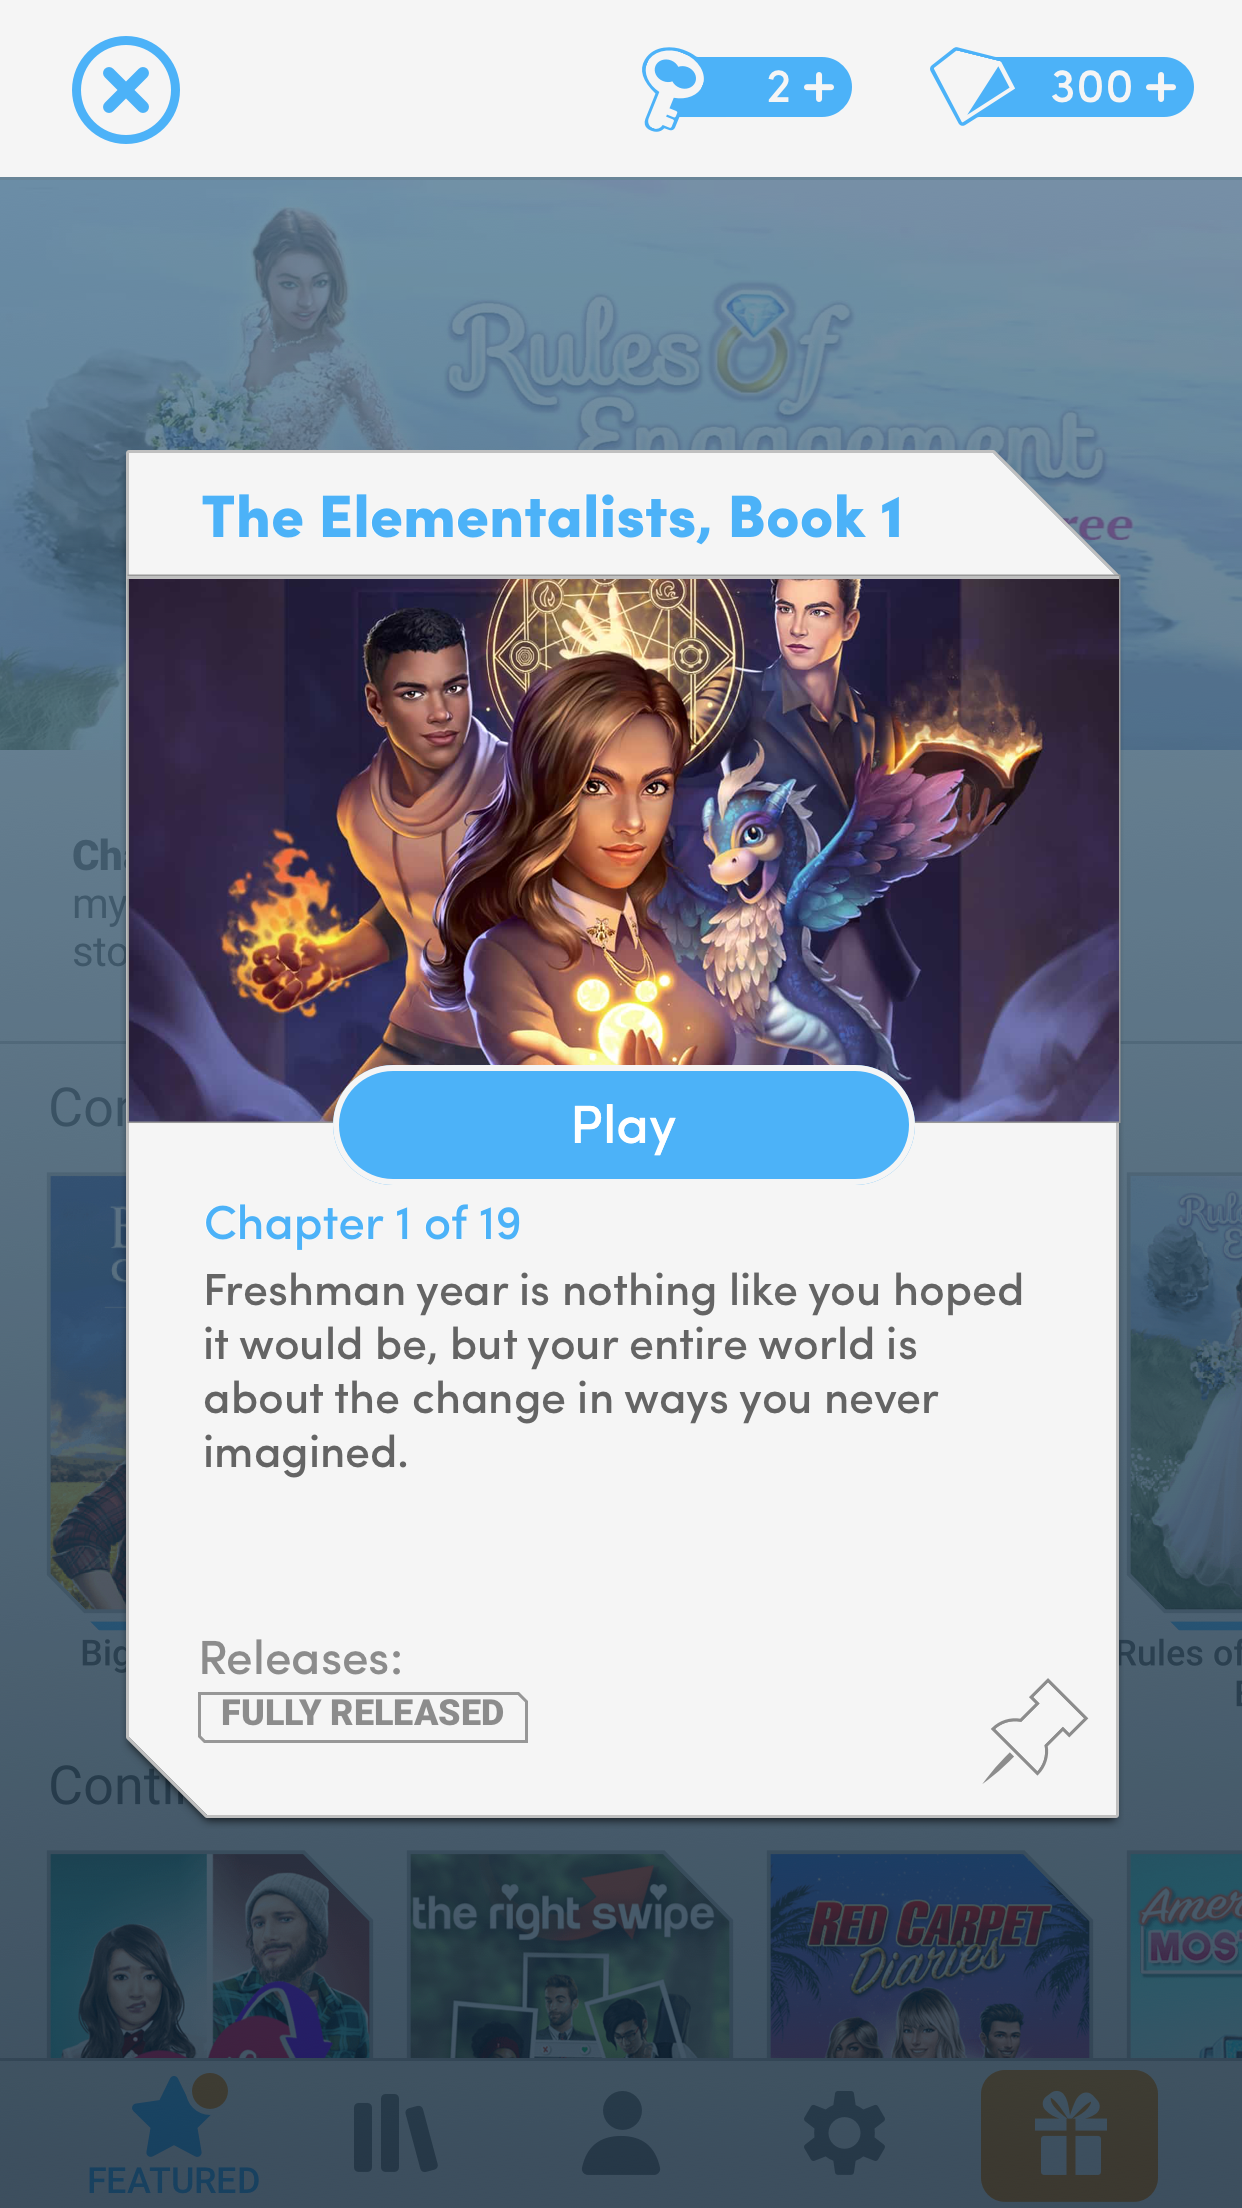 2 +
300 +
Rules Of
Engagement
ree
The Elementalists, Book 1
Cha
my
sto
Play
Con
Chapter 1 of 19
Freshman year is nothing like you hoped
it would be, but your entire world is
about the change in ways you never
imagined.
Big
Rules of
Releases:
FULLY RELEASED
Conti
the right swipe
RED CARPET
Diaries
Amer
MOS
FEATURED